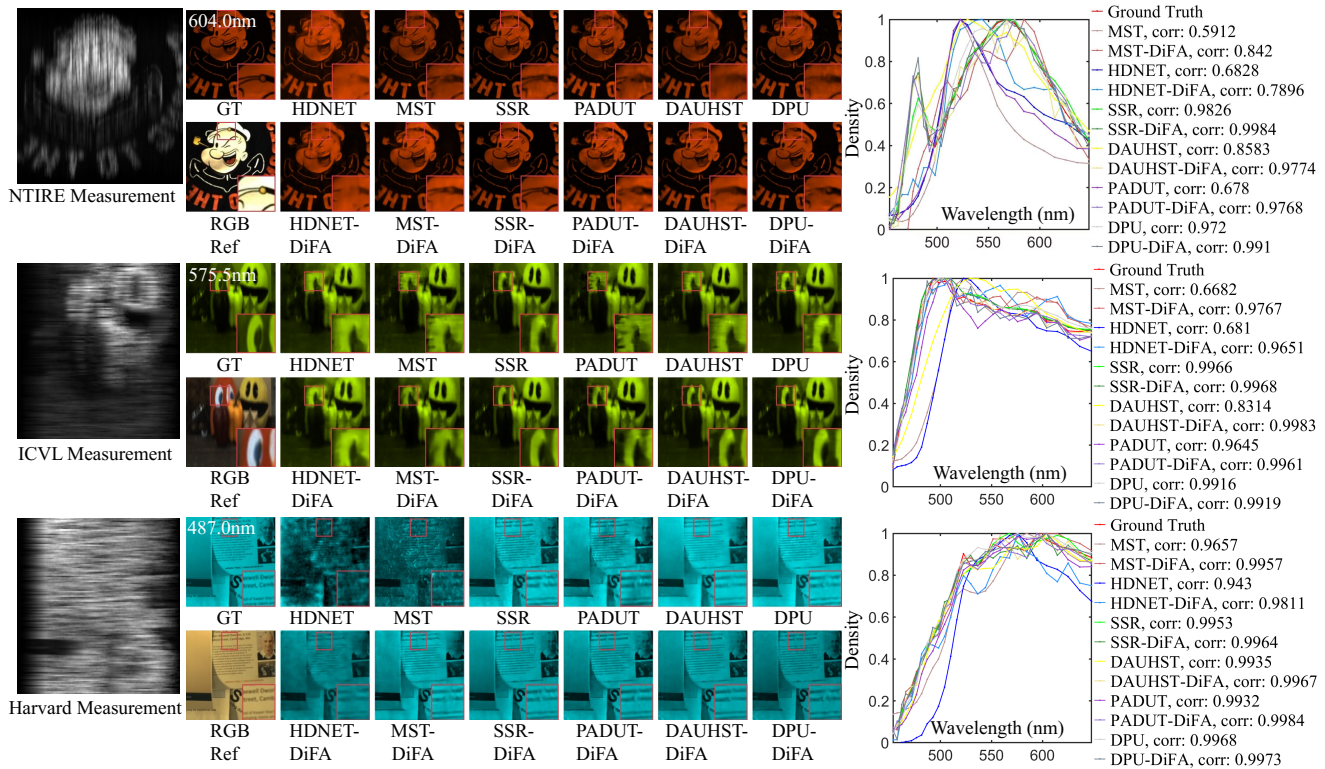 604.0nm
GT HDNET MST SSR PADUT DAUHST DPU
RGB Ref HDNET-DiFA MST-DiFA SSR-DiFA PADUT-DiFA DAUHST-DiFA DPU-DiFA
NTIRE Measurement
1
0.8
0.6
0.4
0.2
0
Density
Wavelength (nm)
500 550 600
Ground Truth
MST, corr: 0.5912
MST-DiFA, corr: 0.842
HDNET, corr: 0.6828
HDNET-DiFA, corr: 0.7896
SSR, corr: 0.9826
SSR-DiFA, corr: 0.9984
DAUHST, corr: 0.8583
DAUHST-DiFA, corr: 0.9774
PADUT, corr: 0.678
PADUT-DiFA, corr: 0.9768
DPU, corr: 0.972
DPU-DiFA, corr: 0.991
575.5nm
GT HDNET MST SSR PADUT DAUHST DPU
RGB Ref HDNET-DiFA MST-DiFA SSR-DiFA PADUT-DiFA DAUHST-DiFA DPU-DiFA
ICVL Measurement
1
0.8
0.6
0.4
0.2
0
Density
Wavelength (nm)
500 550 600
Ground Truth
MST, corr: 0.6682
MST-DiFA, corr: 0.9767
HDNET, corr: 0.681
HDNET-DiFA, corr: 0.9651
SSR, corr: 0.9966
SSR-DiFA, corr: 0.9968
DAUHST, corr: 0.8314
DAUHST-DiFA, corr: 0.9983
PADUT, corr: 0.9645
PADUT-DiFA, corr: 0.9961
DPU, corr: 0.9916
DPU-DiFA, corr: 0.9919
487.0nm
GT HDNET MST SSR PADUT DAUHST DPU
RGB Ref HDNET-DiFA MST-DiFA SSR-DiFA PADUT-DiFA DAUHST-DiFA DPU-DiFA
Harvard Measurement
1
0.8
0.6
0.4
0.2
0
Density
Wavelength (nm)
500 550 600
Ground Truth
MST, corr: 0.9657
MST-DiFA, corr: 0.9957
HDNET, corr: 0.943
HDNET-DiFA, corr: 0.9811
SSR, corr: 0.9953
SSR-DiFA, corr: 0.9964
DAUHST, corr: 0.9935
DAUHST-DiFA, corr: 0.9967
PADUT, corr: 0.9932
PADUT-DiFA, corr: 0.9984
DPU, corr: 0.9968
DPU-DiFA, corr: 0.9973